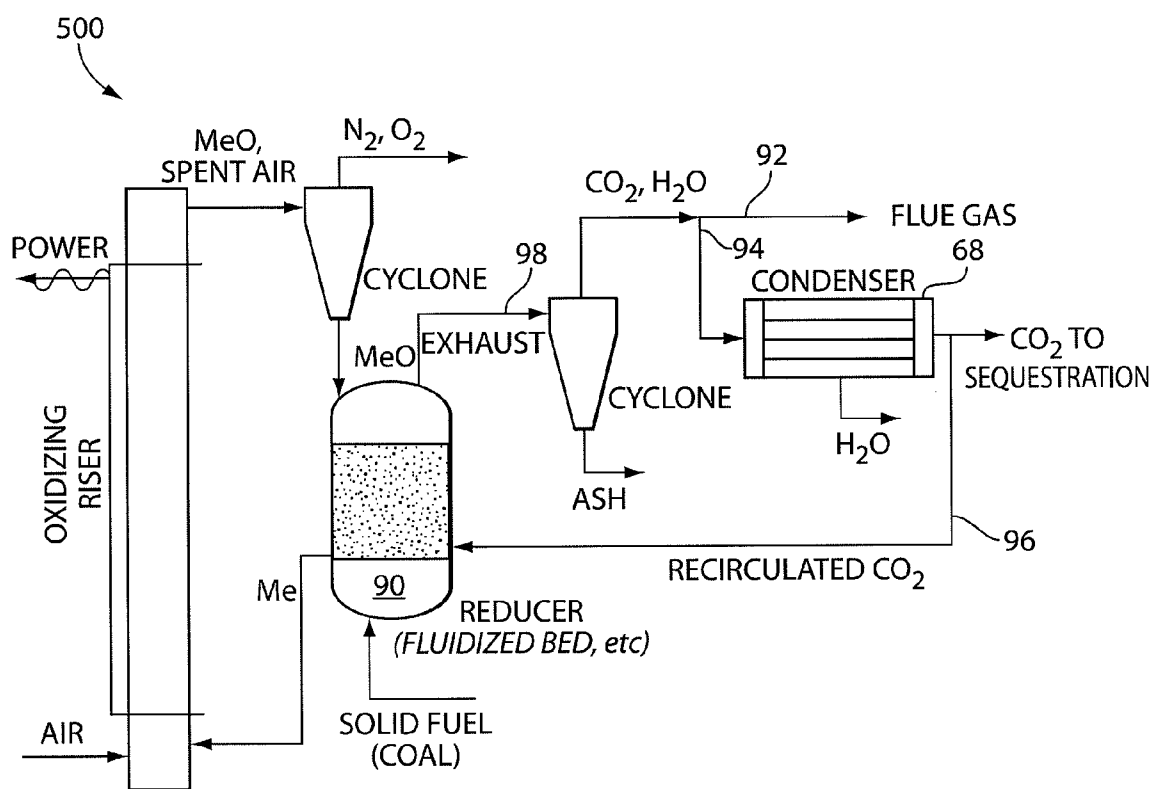 500
MeO,
SPENT AIR
N₂, O₂
CO₂, H₂O
92
FLUE GAS
94
68
POWER
CYCLONE
98
CONDENSER
EXHAUST
MeO
CO₂ TO
SEQUESTRATION
CYCLONE
H₂O
OXIDIZING
RISER
ASH
96
RECIRCULATED CO₂
Me
90
REDUCER
(FLUIDIZED BED, etc)
SOLID FUEL
(COAL)
AIR